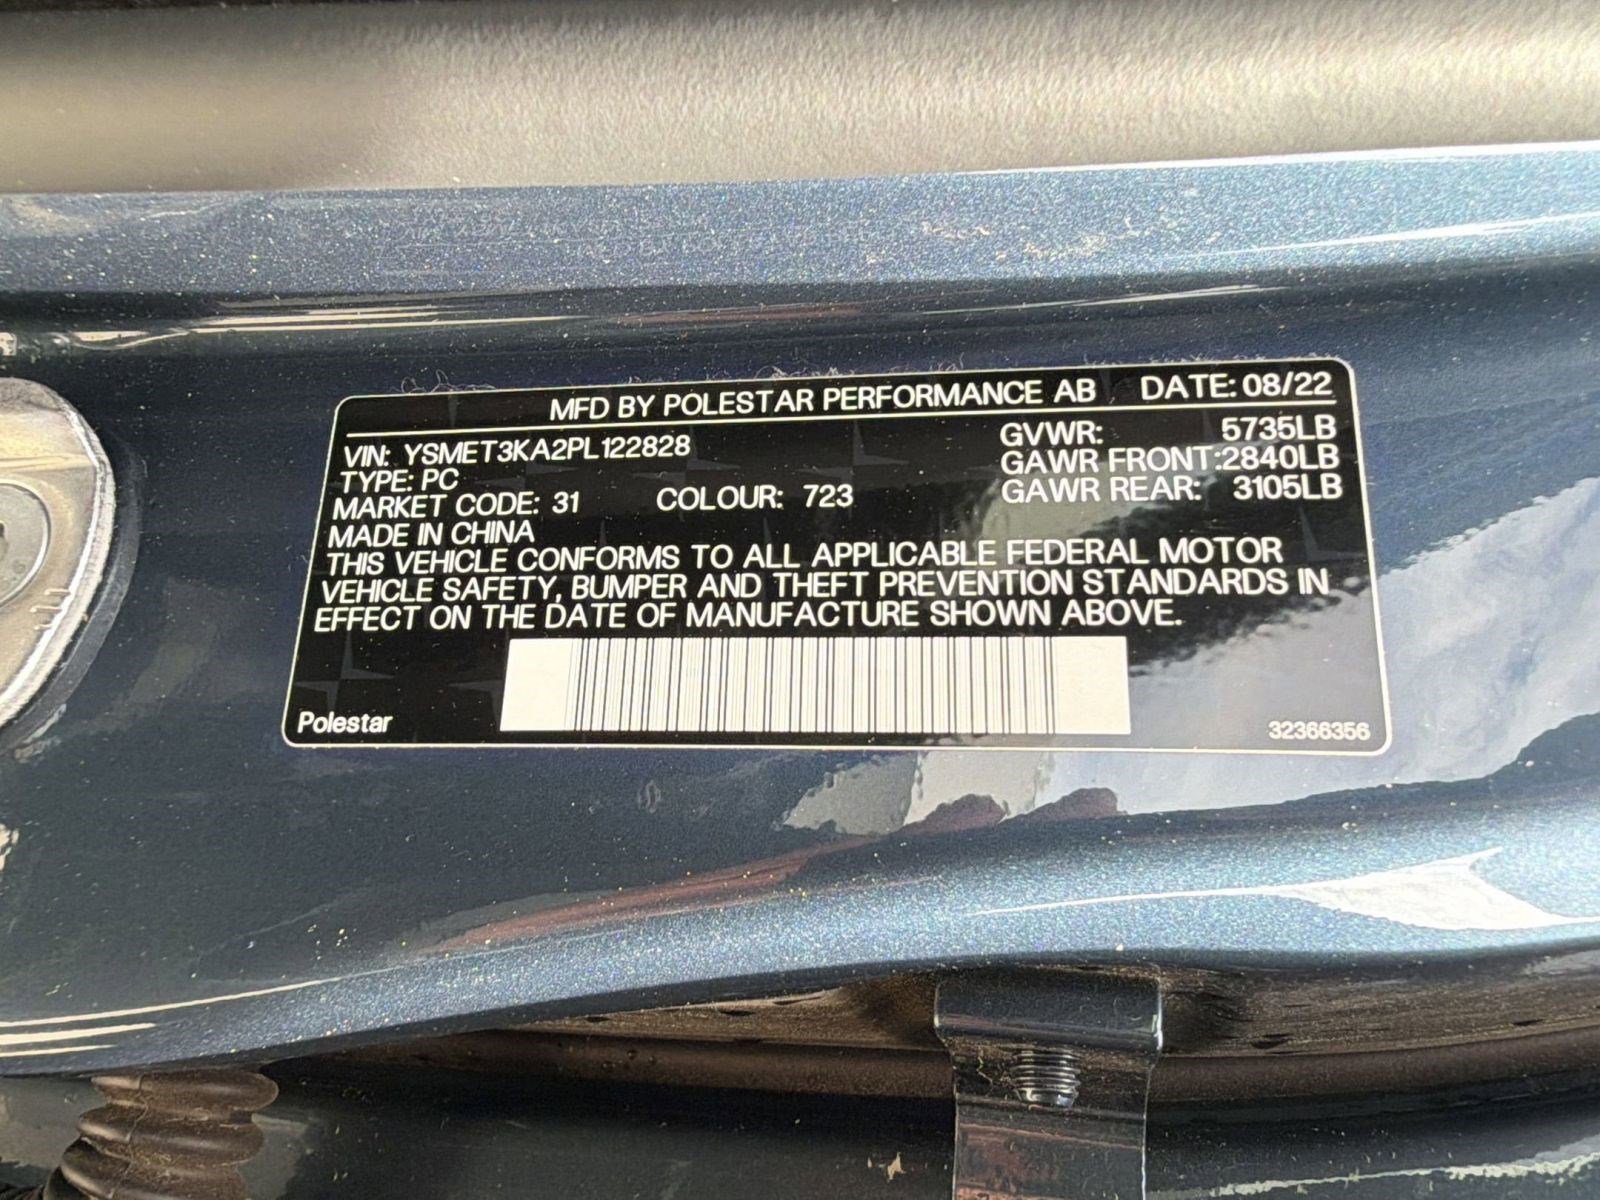 MFD BY POLESTAR PERFORMANCE AB DATE: 08/22
VIN: YSMET3KA2PL122828
GVWR: 5735LB
TYPE: PC
GAWR FRONT:2840LB
MARKET CODE: 31 COLOUR: 723
GAWR REAR: 3105LB
MADE IN CHINA
THIS VEHICLE CONFORMS TO ALL APPLICABLE FEDERAL MOTOR
VEHICLE SAFETY, BUMPER AND THEFT PREVENTION STANDARDS IN
EFFECT ON THE DATE OF MANUFACTURE SHOWN ABOVE.
Polestar
32366356